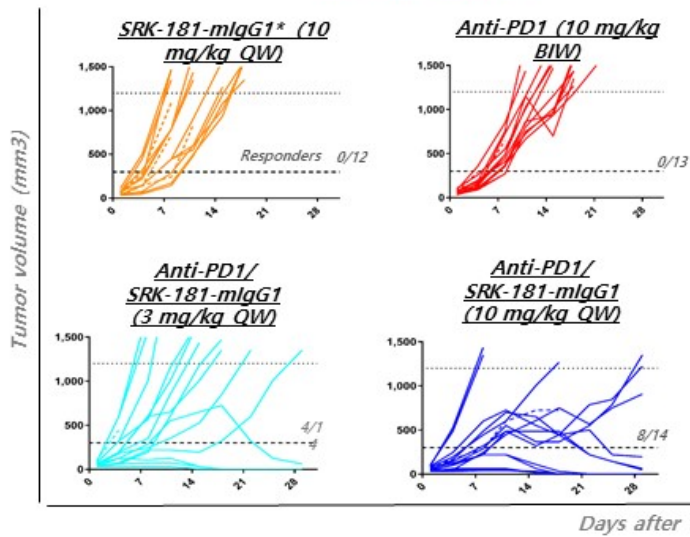 SRK-181-mIgG1* (10
mg/kg QW)
1,500
1,000
500
0
Responders 0/12
0 7 14 21 28
Anti-PD1 (10 mg/kg
BIW)
1,500
1,000
500
0
0/13
0 7 14 21 28
Tumor volume (mm3)
Anti-PD1/
SRK-181-mIgG1
(3 mg/kg QW)
1,500
1,000
500
0
4/1
4
0 7 14 21 28
Anti-PD1/
SRK-181-mIgG1
(10 mg/kg QW)
1,500
1,000
500
0
8/14
0 7 14 21 28
Days after